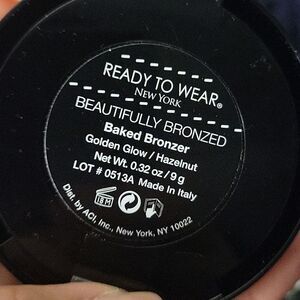 READY TO WEAR®
NEW YORK
BEAUTIFULLY BRONZED
Baked Bronzer
Golden Glow / Hazelnut
Net Wt. 0.32 oz / 9 g
LOT # 0513A Made in Italy
18M
Dist. by ACI, Inc., New York, NY 10022